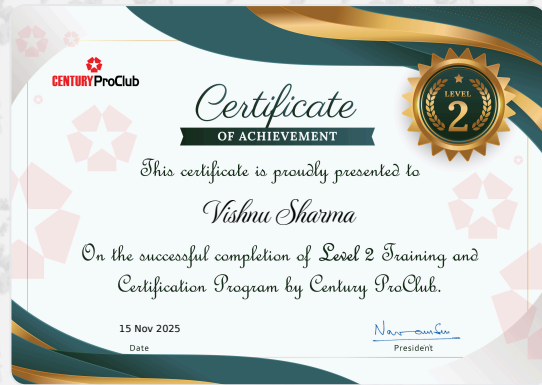 CENTURY ProClub
LEVEL
2
Certificate
OF ACHIEVEMENT
This certificate is proudly presented to
Vishnu Sharma
On the successful completion of Level 2 Training and
Certification Program by Century ProClub.
15 Nov 2025
Date
President